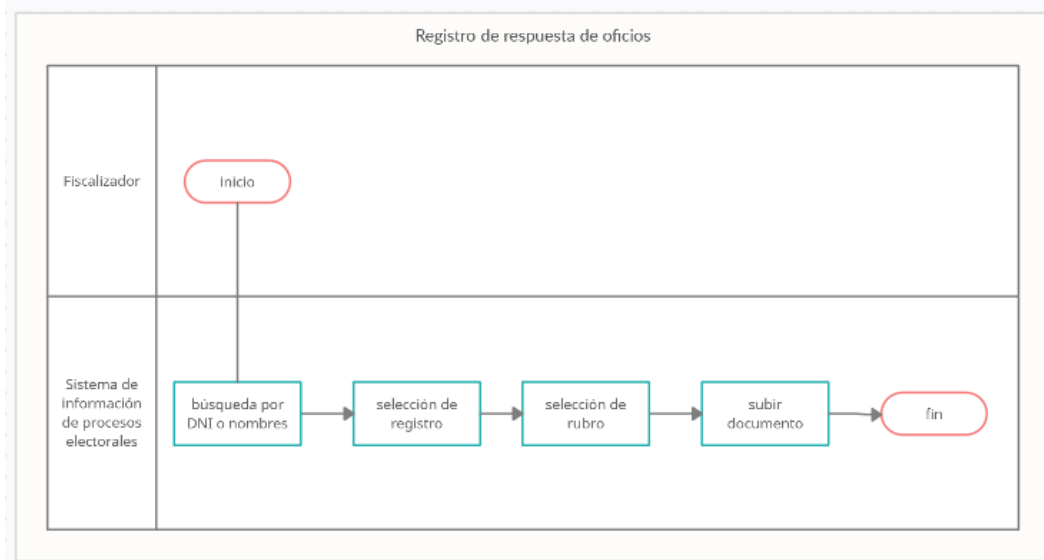 Registro de respuesta de oficios
Fiscalizador
inicio
Sistema de
información
de procesos
electorales
búsqueda por
DNI o nombres
selección de
registro
selección de
rubro
subir
documento
fin